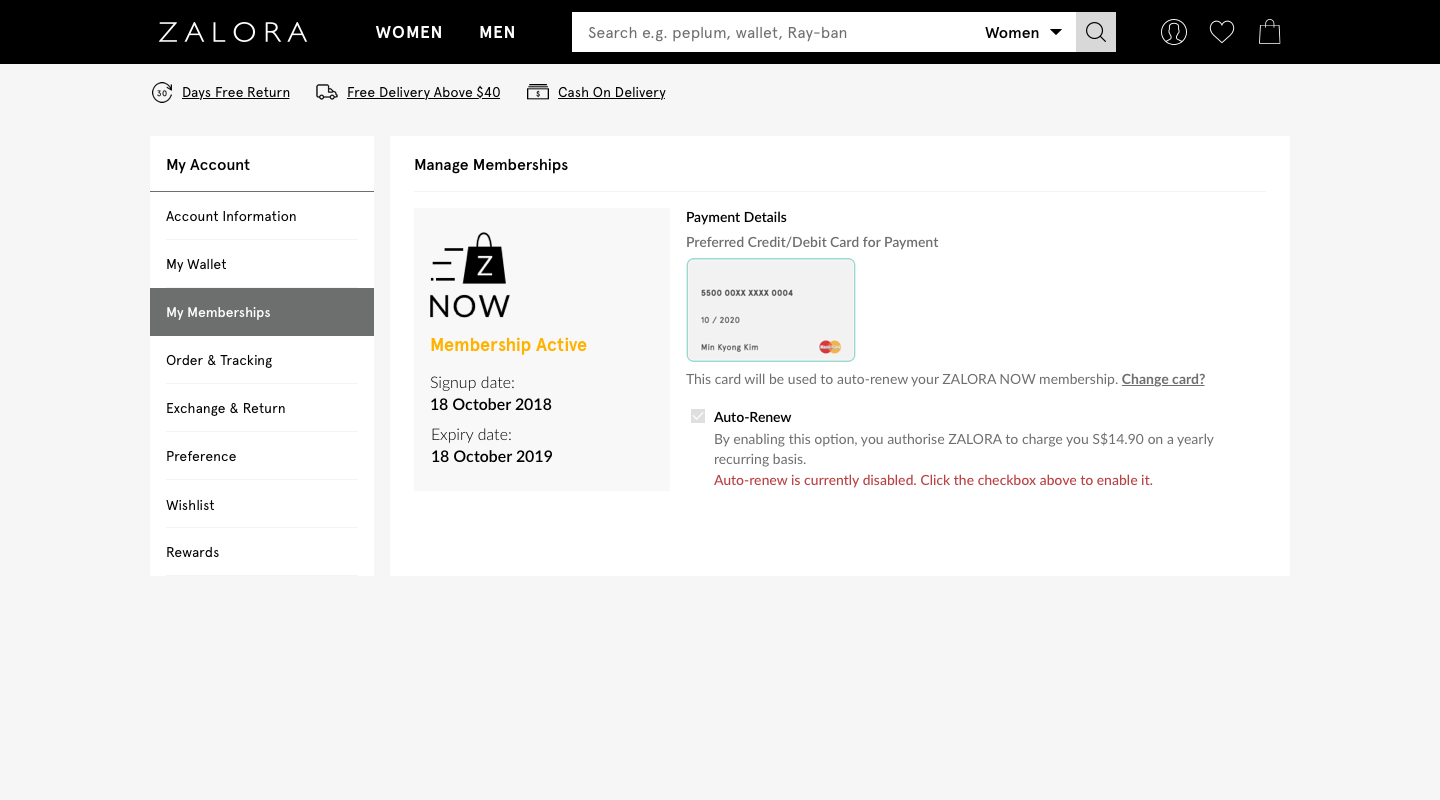 ZALORA
WOMEN
MEN
Search e.g. peplum, wallet, Ray-ban
Women
30
Days Free Return
Free Delivery Above $40
$
Cash On Delivery
My Account
Account Information
My Wallet
My Memberships
Order & Tracking
Exchange & Return
Preference
Wishlist
Rewards
Manage Memberships
Z
NOW
Membership Active
Signup date:
18 October 2018
Expiry date:
18 October 2019
Payment Details
Preferred Credit/Debit Card for Payment
5500 00XX XXXX 0004
10 / 2020
Min Kyong Kim
MasterCard
This card will be used to auto-renew your ZALORA NOW membership. Change card?
Auto-Renew
By enabling this option, you authorise ZALORA to charge you S$14.90 on a yearly
recurring basis.
Auto-renew is currently disabled. Click the checkbox above to enable it.